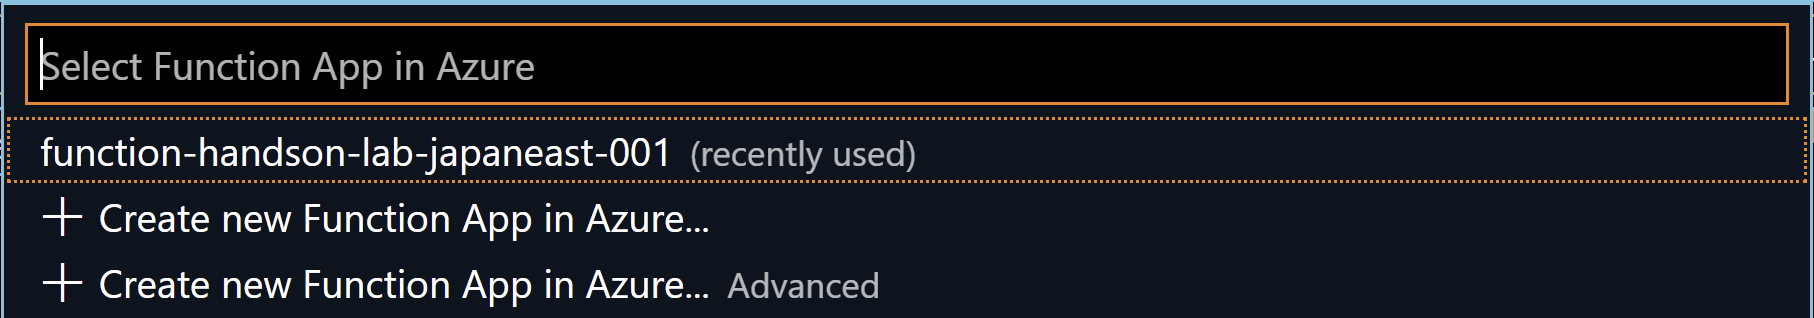 Select Function App in Azure
function-handson-lab-japaneast-001 (recently used)
+ Create new Function App in Azure...
+ Create new Function App in Azure... Advanced